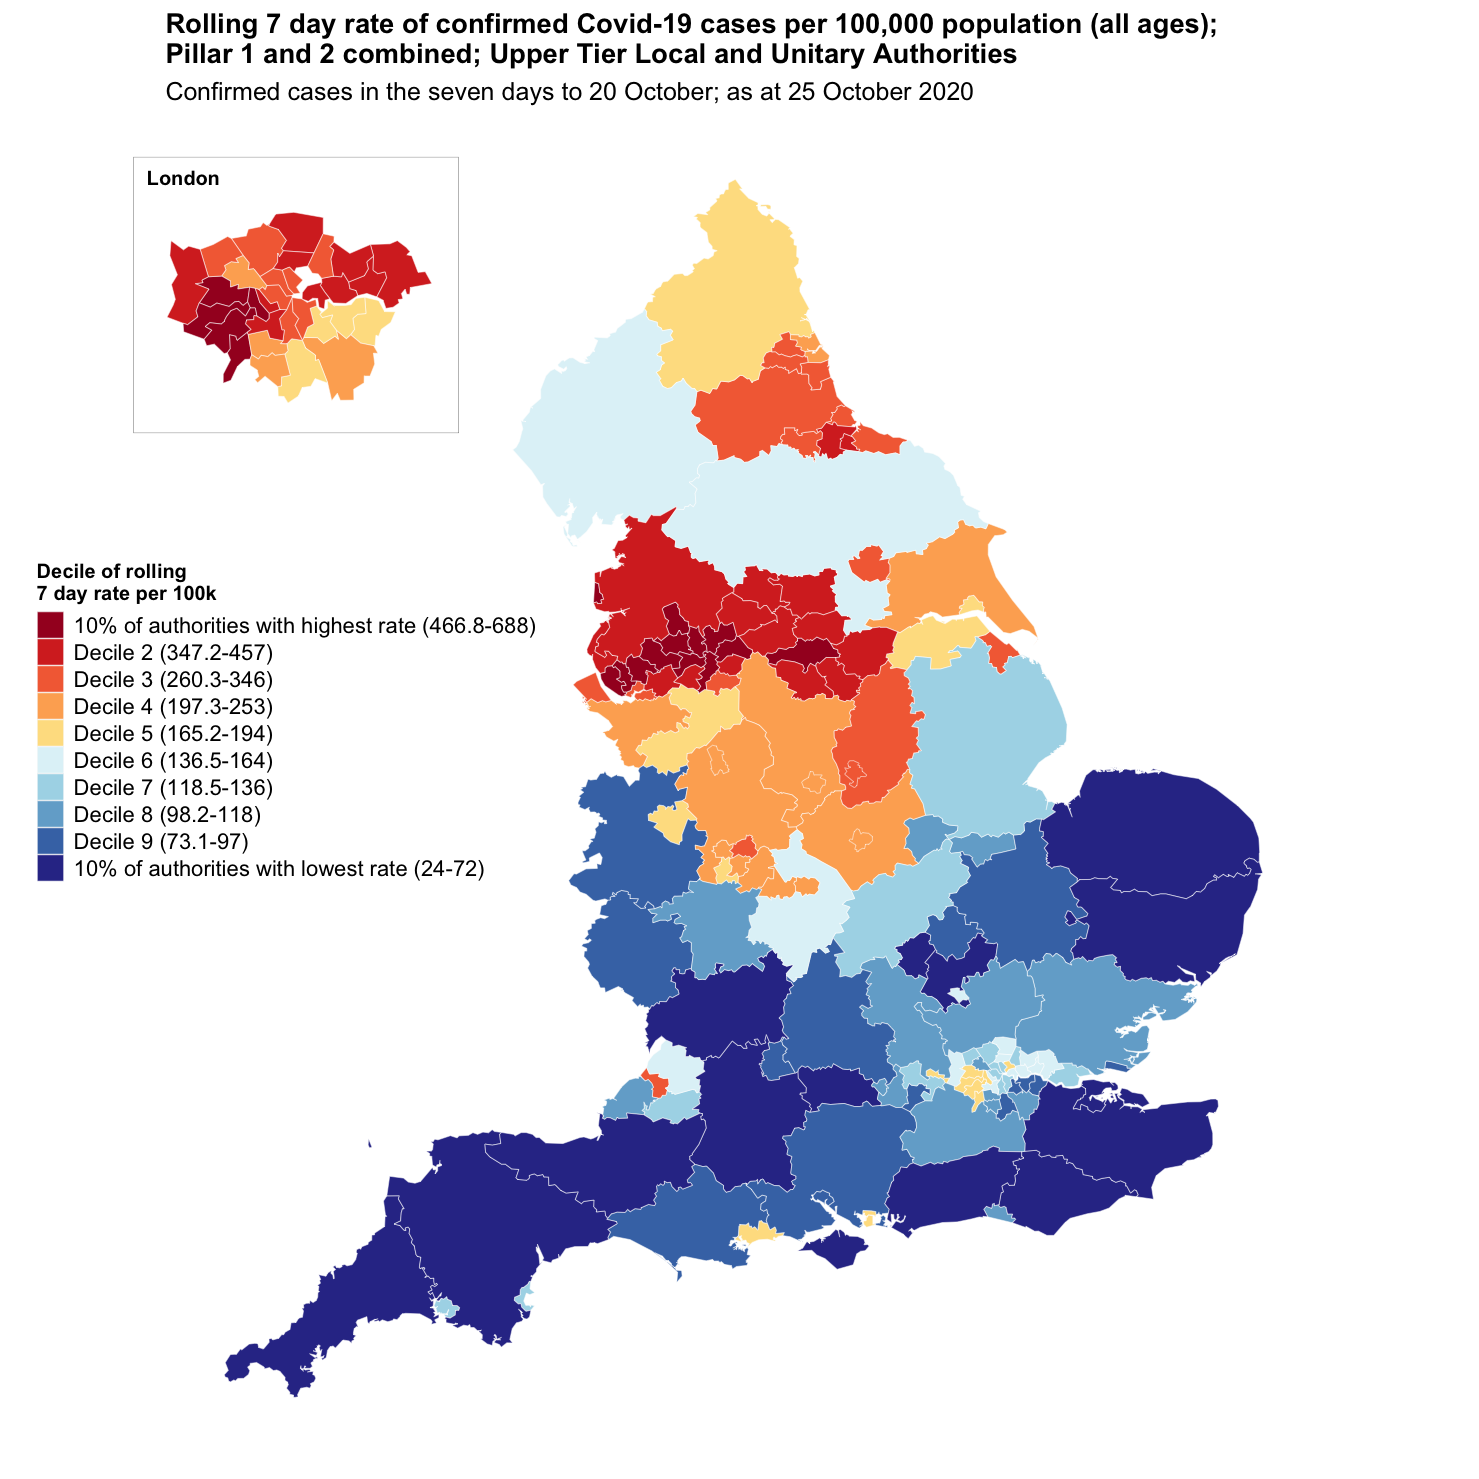 Rolling 7 day rate of confirmed Covid-19 cases per 100,000 population (all ages);
Pillar 1 and 2 combined; Upper Tier Local and Unitary Authorities
Confirmed cases in the seven days to 20 October; as at 25 October 2020
London
Decile of rolling
7 day rate per 100k
10% of authorities with highest rate (466.8-688)
Decile 2 (347.2-457)
Decile 3 (260.3-346)
Decile 4 (197.3-253)
Decile 5 (165.2-194)
Decile 6 (136.5-164)
Decile 7 (118.5-136)
Decile 8 (98.2-118)
Decile 9 (73.1-97)
10% of authorities with lowest rate (24-72)